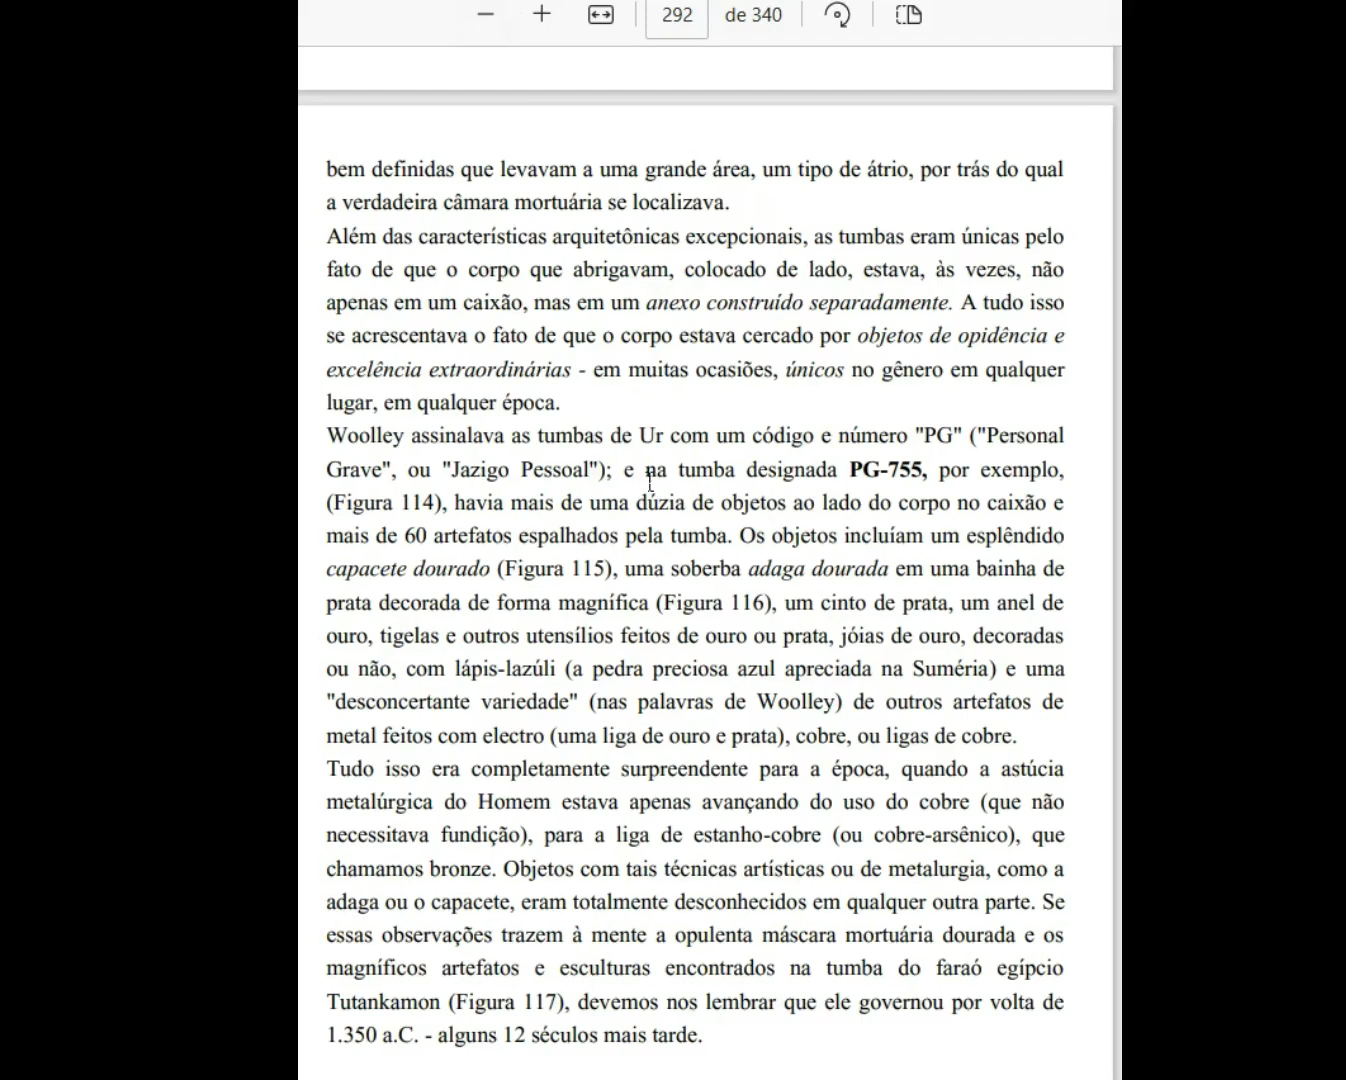 292 de 340
bem definidas que levavam a uma grande área, um tipo de átrio, por trás do qual
a verdadeira câmara mortuária se localizava.
Além das características arquitetônicas excepcionais, as tumbas eram únicas pelo
fato de que o corpo que abrigavam, colocado de lado, estava, às vezes, não
apenas em um caixão, mas em um anexo construído separadamente. A tudo isso
se acrescentava o fato de que o corpo estava cercado por objetos de opidência e
excelência extraordinárias - em muitas ocasiões, únicos no gênero em qualquer
lugar, em qualquer época.
Woolley assinalava as tumbas de Ur com um código e número "PG" ("Personal
Grave", ou "Jazigo Pessoal"); e na tumba designada PG-755, por exemplo,
(Figura 114), havia mais de uma dúzia de objetos ao lado do corpo no caixão e
mais de 60 artefatos espalhados pela tumba. Os objetos incluíam um esplêndido
capacete dourado (Figura 115), uma soberba adaga dourada em uma bainha de
prata decorada de forma magnífica (Figura 116), um cinto de prata, um anel de
ouro, tigelas e outros utensílios feitos de ouro ou prata, jóias de ouro, decoradas
ou não, com lápis-lazúli (a pedra preciosa azul apreciada na Suméria) e uma
"desconcertante variedade" (nas palavras de Woolley) de outros artefatos de
metal feitos com electro (uma liga de ouro e prata), cobre, ou ligas de cobre.
Tudo isso era completamente surpreendente para a época, quando a astúcia
metalúrgica do Homem estava apenas avançando do uso do cobre (que não
necessitava fundição), para a liga de estanho-cobre (ou cobre-arsênico), que
chamamos bronze. Objetos com tais técnicas artísticas ou de metalurgia, como a
adaga ou o capacete, eram totalmente desconhecidos em qualquer outra parte. Se
essas observações trazem à mente a opulenta máscara mortuária dourada e os
magníficos artefatos e esculturas encontrados na tumba do faraó egípcio
Tutankamon (Figura 117), devemos nos lembrar que ele governou por volta de
1.350 a.C. - alguns 12 séculos mais tarde.